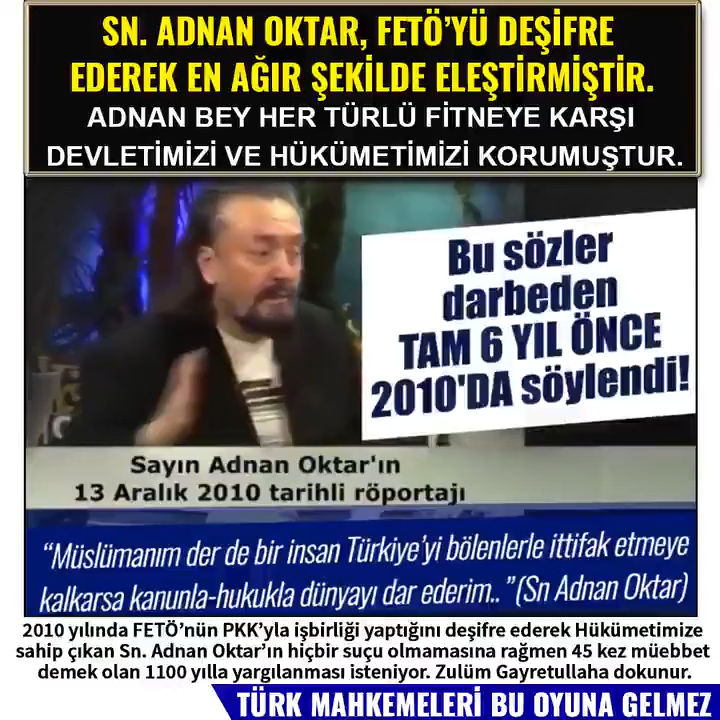 SN. ADNAN OKTAR, FETÖ’YÜ DEŞİFRE
EDEREK EN AĞIR ŞEKİLDE ELEŞTİRMİŞTİR.
ADNAN BEY HER TÜRLÜ FİTNEYE KARŞI
DEVLETİMİZİ VE HÜKÜMETİMİZİ KORUMUŞTUR.
Bu sözler
darbeden
TAM 6 YIL ÖNCE
2010'DA söylendi!
Sayın Adnan Oktar'ın
13 Aralık 2010 tarihli röportajı
“Müslümanım der de bir insan Türkiye’yi bölenlerle ittifak etmeye
kalkarsa kanunla-hukukla dünyayı dar ederim.. ”(Sn Adnan Oktar)
2010 yılında FETÖ’nün PKK’yla işbirliği yaptığını deşifre ederek Hükümetimize
sahip çıkan Sn. Adnan Oktar’ın hiçbir suçu olmamasına rağmen 45 kez müebbet
demek olan 1100 yılla yargılanması isteniyor. Zulüm Gayretullaha dokunur.
TÜRK MAHKEMELERİ BU OYUNA GELMEZ